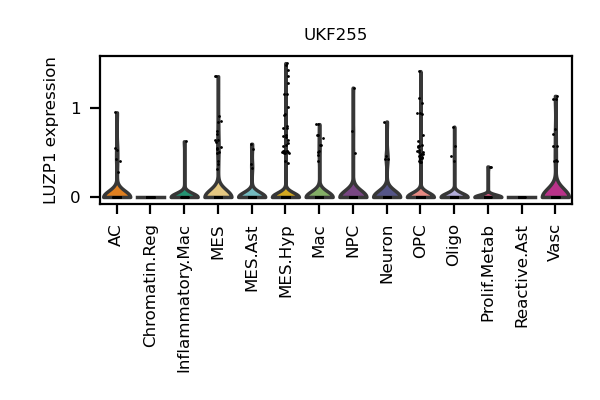 UKF255
LUZP1 expression
1
0
AC
Chromatin.Reg
Inflammatory.Mac
MES
MES.Ast
MES.Hyp
Mac
NPC
Neuron
OPC
Oligo
Prolif.Metab
Reactive.Ast
Vasc